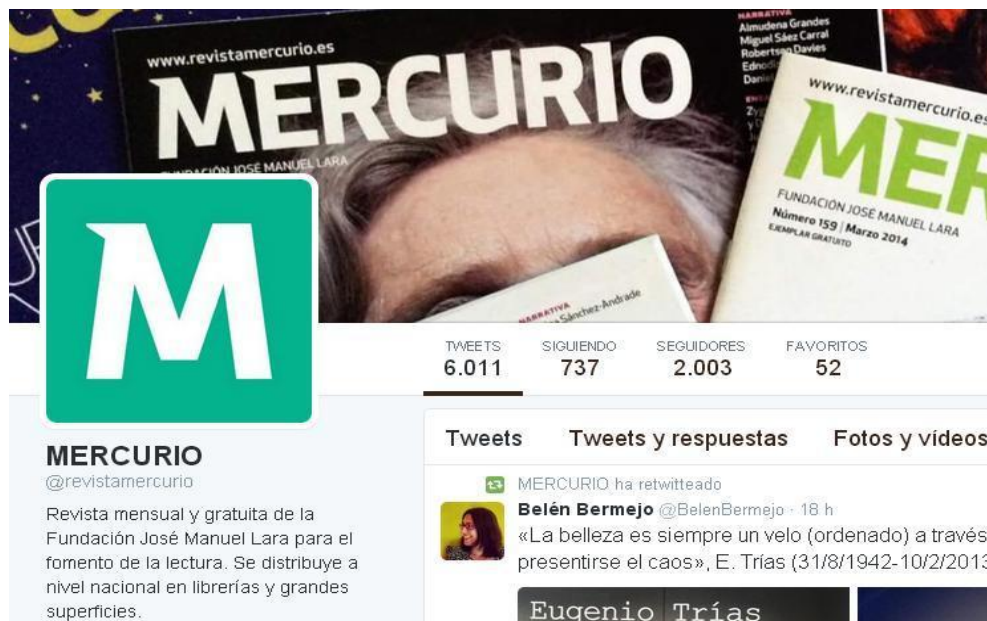 www.revistamercurio.es
MERCURIO
FUNDACIÓN JOSÉ MANUEL LARA
NARRATIVA
Almudena Grandes
Miguel Sáez Carral
Robertson Davies
Daniel
www.revistamercurio.es
MER
FUNDACIÓN JOSÉ MANUEL LARA
Número 159 | Marzo 2014
EJEMPLAR GRATUITO
NARRATIVA
Sánchez-Andrade
M
TWEETS
6.011
SIGUIENDO
737
SEGUIDORES
2.003
FAVORITOS
52
MERCURIO
@revistamercurio
Revista mensual y gratuita de la
Fundación José Manuel Lara para el
fomento de la lectura. Se distribuye a
nivel nacional en librerías y grandes
superficies.
Tweets Tweets y respuestas Fotos y vídeos
MERCURIO ha retwitteado
Belén Bermejo @BelenBermejo · 18 h
«La belleza es siempre un velo (ordenado) a través
presentirse el caos», E. Trías (31/8/1942-10/2/2013
Eugenio Trías